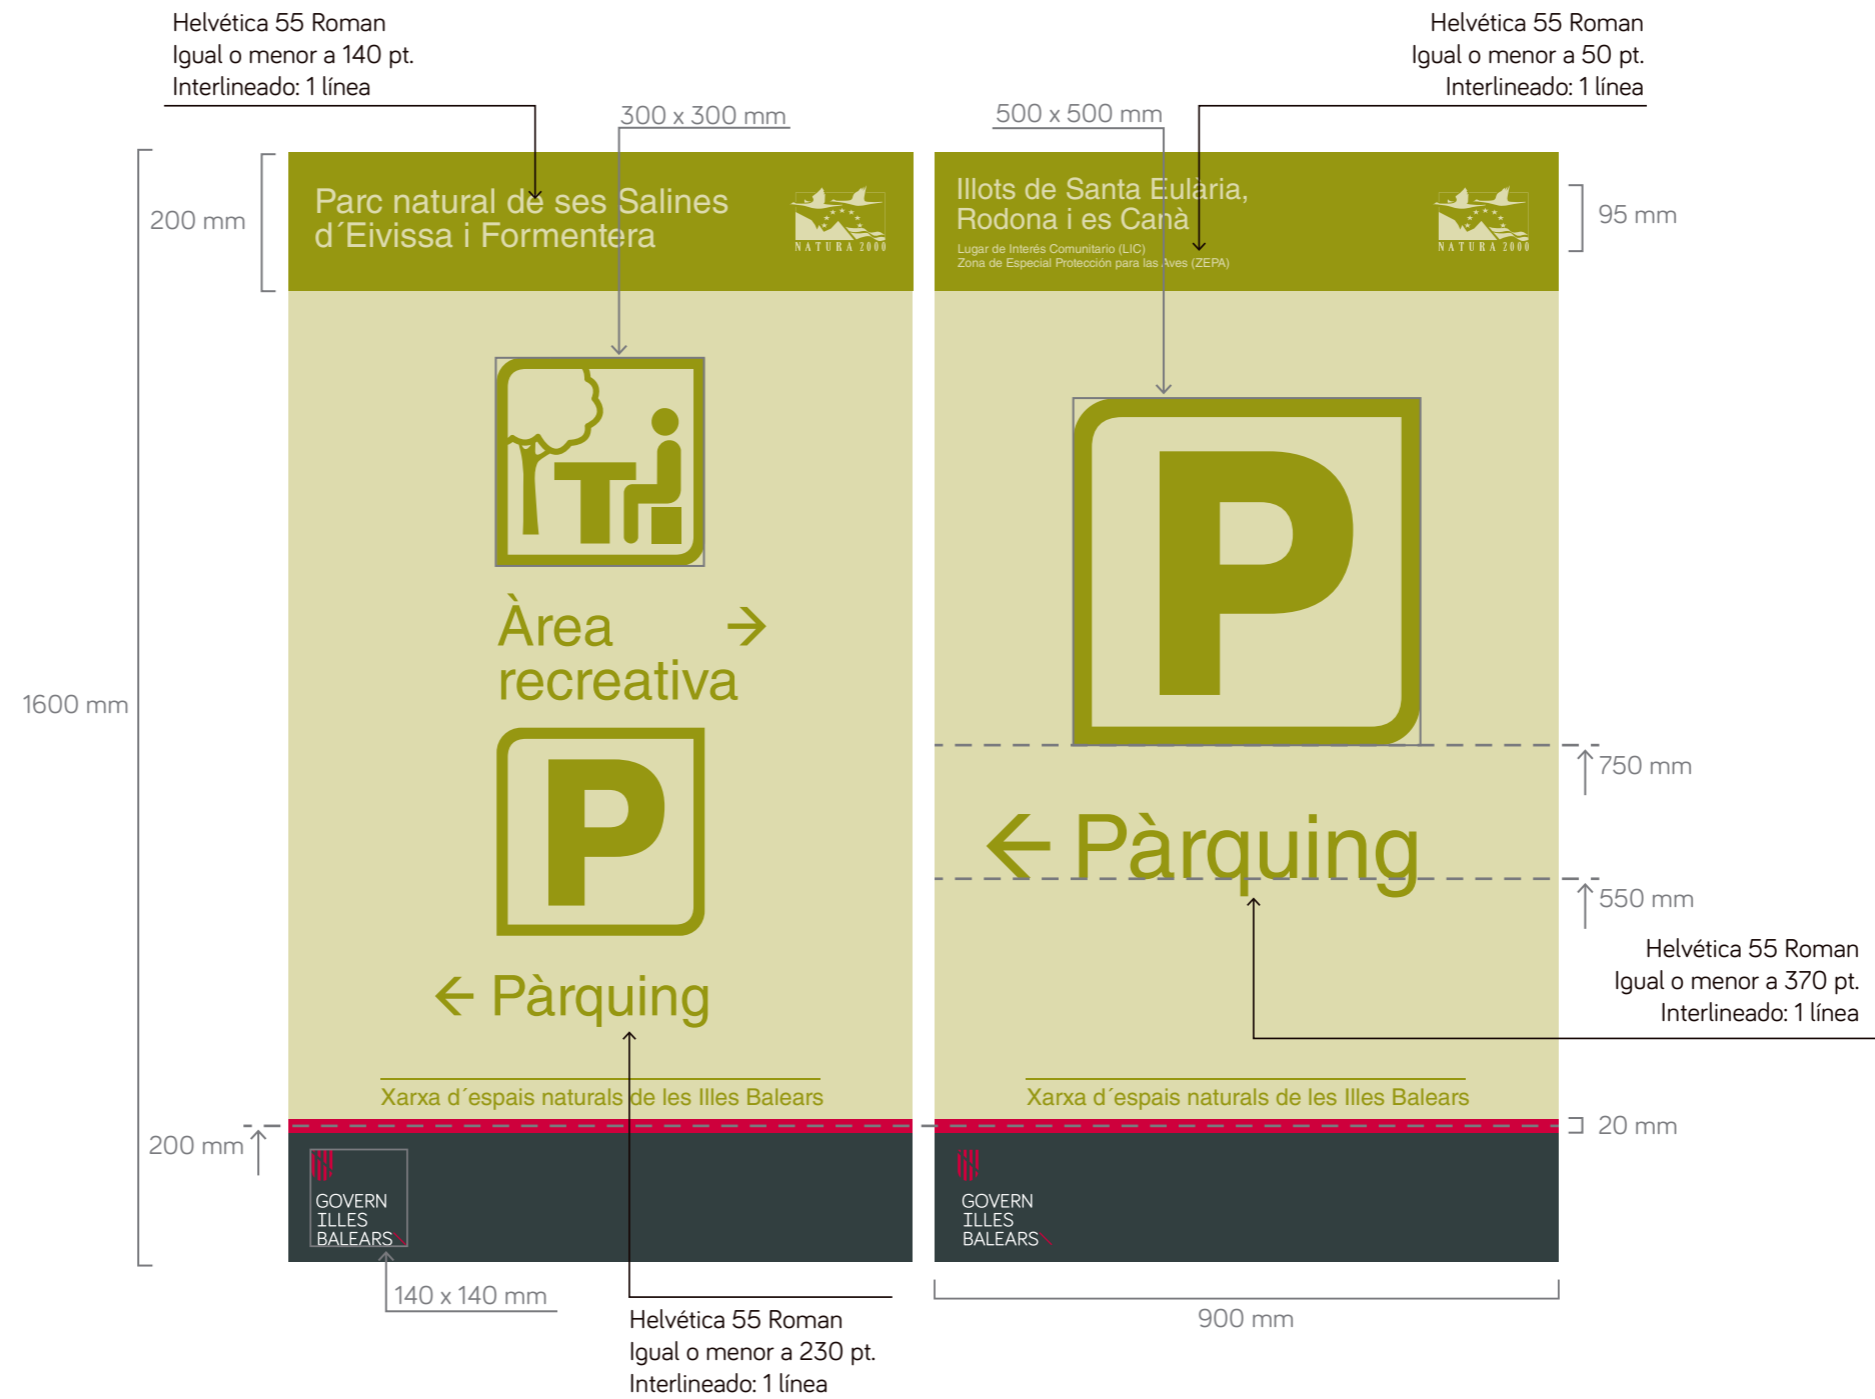 Helvética 55 Roman
Igual o menor a 140 pt.
Interlineado: 1 línea
Helvética 55 Roman
Igual o menor a 50 pt.
Interlineado: 1 línea
300 x 300 mm
500 x 500 mm
200 mm
Parc natural de ses Salines
d´Eivissa i Formentera
NATURA 2000
Illots de Santa Eulària,
Rodona i es Canà
Lugar de Interés Comunitario (LIC)
Zona de Especial Protección para las Aves (ZEPA)
NATURA 2000
95 mm
1600 mm
Àrea →
recreativa
P
← Pàrquing
Xarxa d´espais naturals de les Illes Balears
P
750 mm
← Pàrquing
550 mm
Helvética 55 Roman
Igual o menor a 370 pt.
Interlineado: 1 línea
Xarxa d´espais naturals de les Illes Balears
20 mm
200 mm
GOVERN
ILLES
BALEARS
GOVERN
ILLES
BALEARS
140 x 140 mm
900 mm
Helvética 55 Roman
Igual o menor a 230 pt.
Interlineado: 1 línea